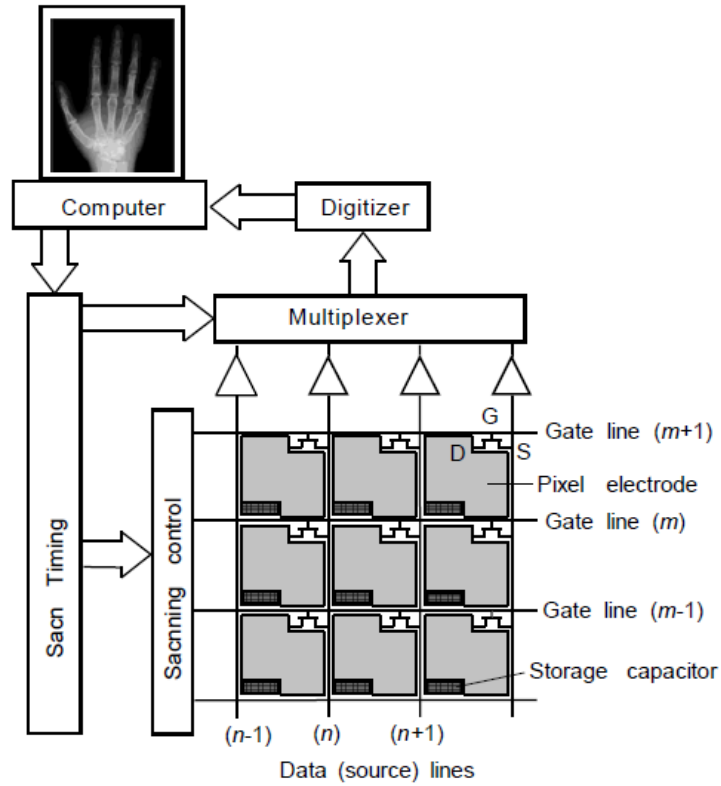 Computer
Digitizer
Multiplexer
Sacn Timing
Sacnning control
G
D
S
Gate line (m+1)
Pixel electrode
Gate line (m)
Gate line (m-1)
Storage capacitor
(n-1)
(n)
(n+1)
Data (source) lines